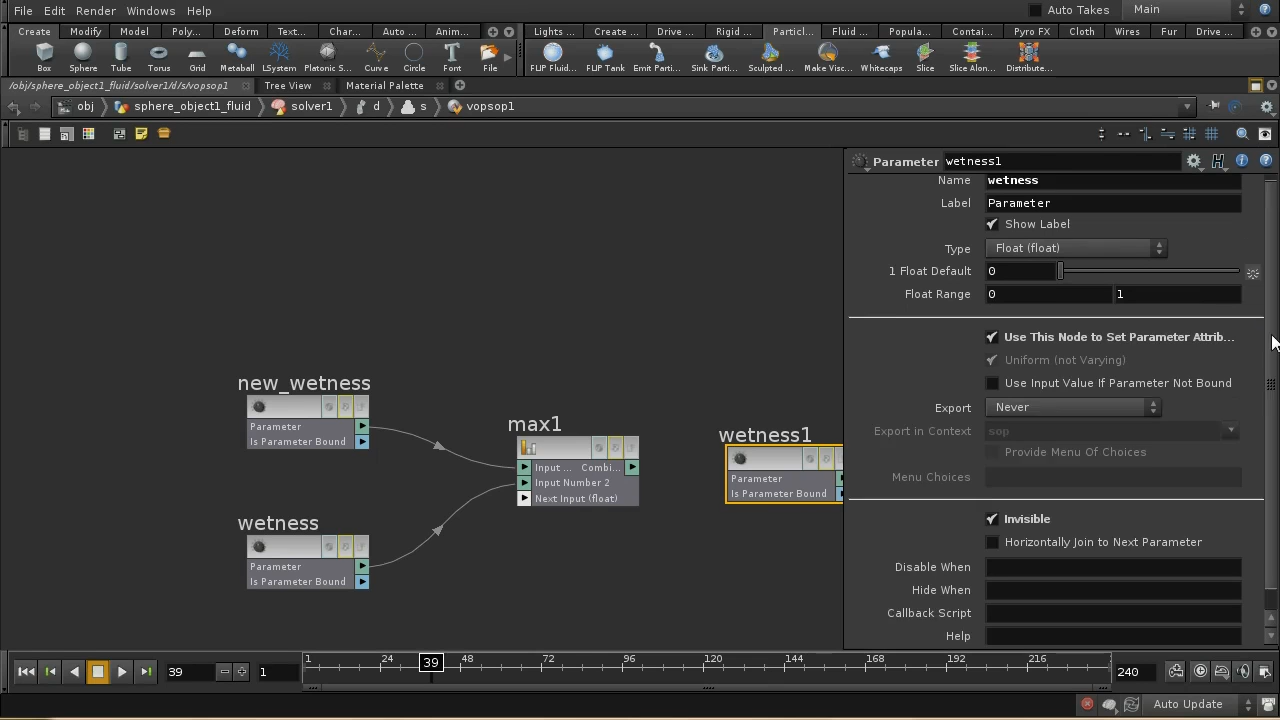 File Edit Render Windows Help Auto Takes Main
Create Modify Model Poly... Deform Text... Char... Auto ... Anim... Lights ... Create ... Drive ... Rigid ... Particl... Fluid ... Popula... Contai... Pyro FX Cloth Wires Fur Drive ...
Box Sphere Tube Torus Grid Metaball LSystem Platonic S... Curve Circle Font File FLIP Fluid... FLIP Tank Emit Parti... Sink Parti... Sculpted ... Make Visc... Whitecaps Slice Slice Alon... Distribute...
/obj/sphere_object1_fluid/solver1/d/s/vopsop1 Tree View Material Palette
obj sphere_object1_fluid solver1 d s vopsop1
Parameter wetness1
Name wetness
Label Parameter
Show Label
Type Float (float)
1 Float Default 0
Float Range 0 1
Use This Node to Set Parameter Attrib...
Uniform (not Varying)
Use Input Value If Parameter Not Bound
Export Never
Export in Context sop
Provide Menu Of Choices
Menu Choices
Invisible
Horizontally Join to Next Parameter
Disable When
Hide When
Callback Script
Help
new_wetness
Parameter
Is Parameter Bound
max1
Input ... Combi...
Input Number 2
Next Input (float)
wetness1
Parameter
Is Parameter Bound
wetness
Parameter
Is Parameter Bound
39 1 1 24 39 48 72 96 120 144 168 192 216 240
Auto Update